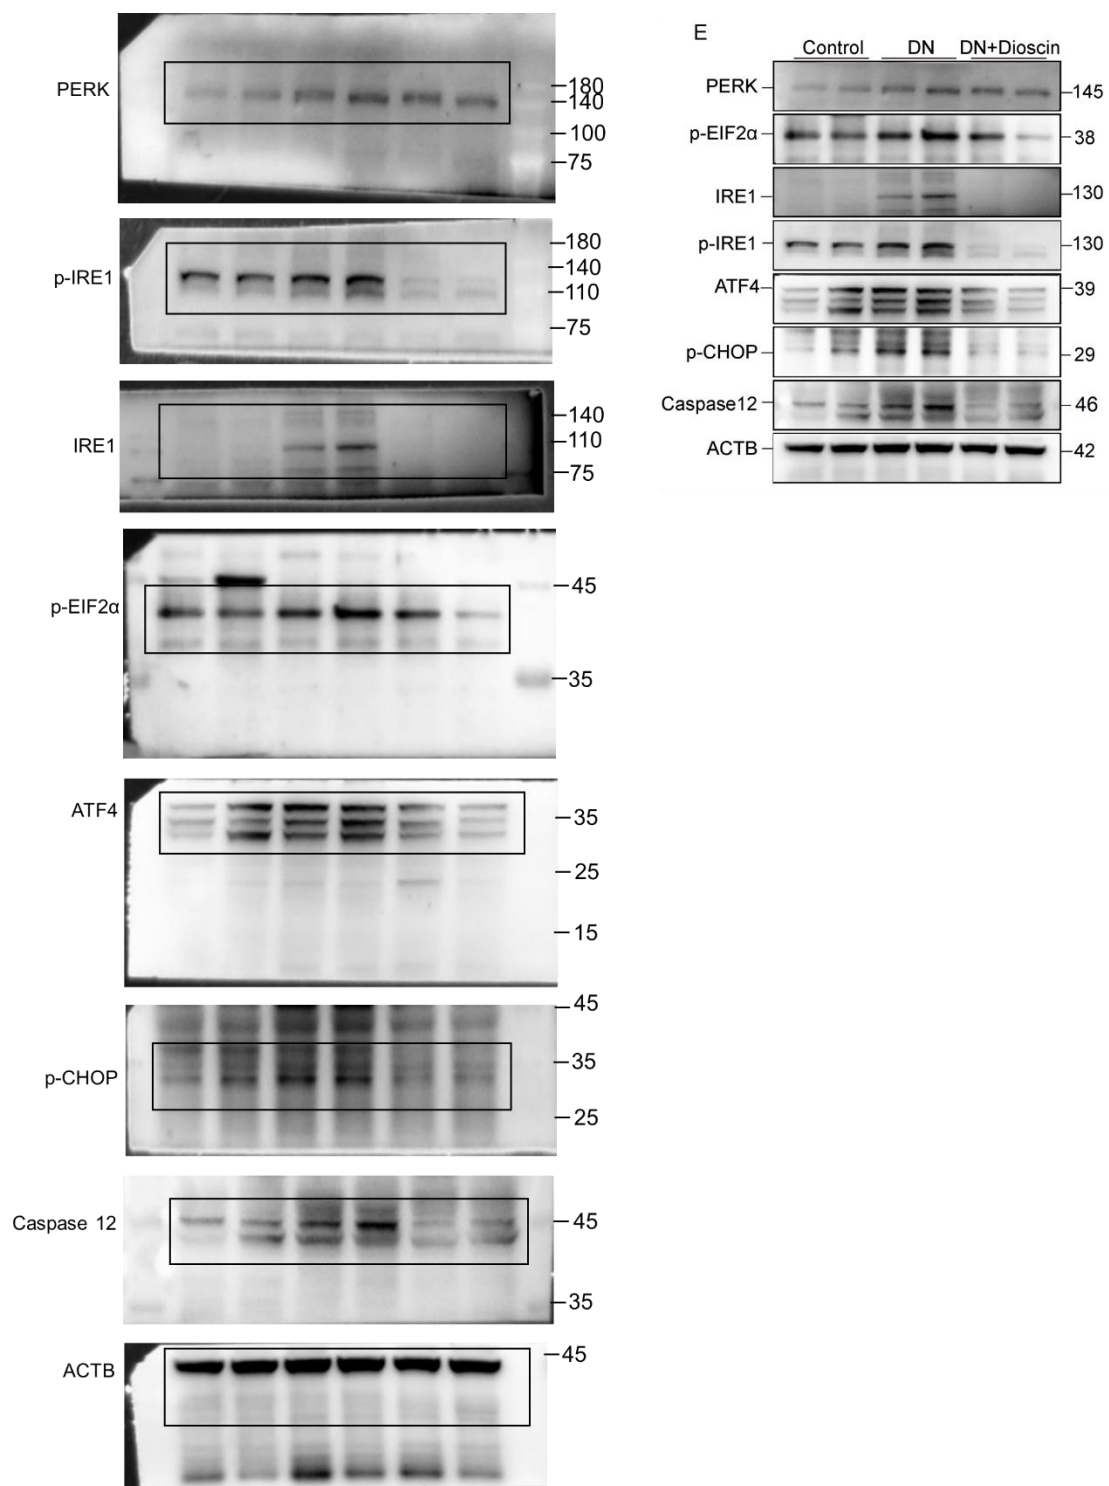 PERK
180
140
100
75
p-IRE1
180
140
110
75
IRE1
140
110
75
p-EIF2α
45
35
ATF4
35
25
15
p-CHOP
45
35
25
Caspase 12
45
35
ACTB
45
E
Control DN DN+Dioscin
PERK 145
p-EIF2α 38
IRE1 130
p-IRE1 130
ATF4 39
p-CHOP 29
Caspase12 46
ACTB 42